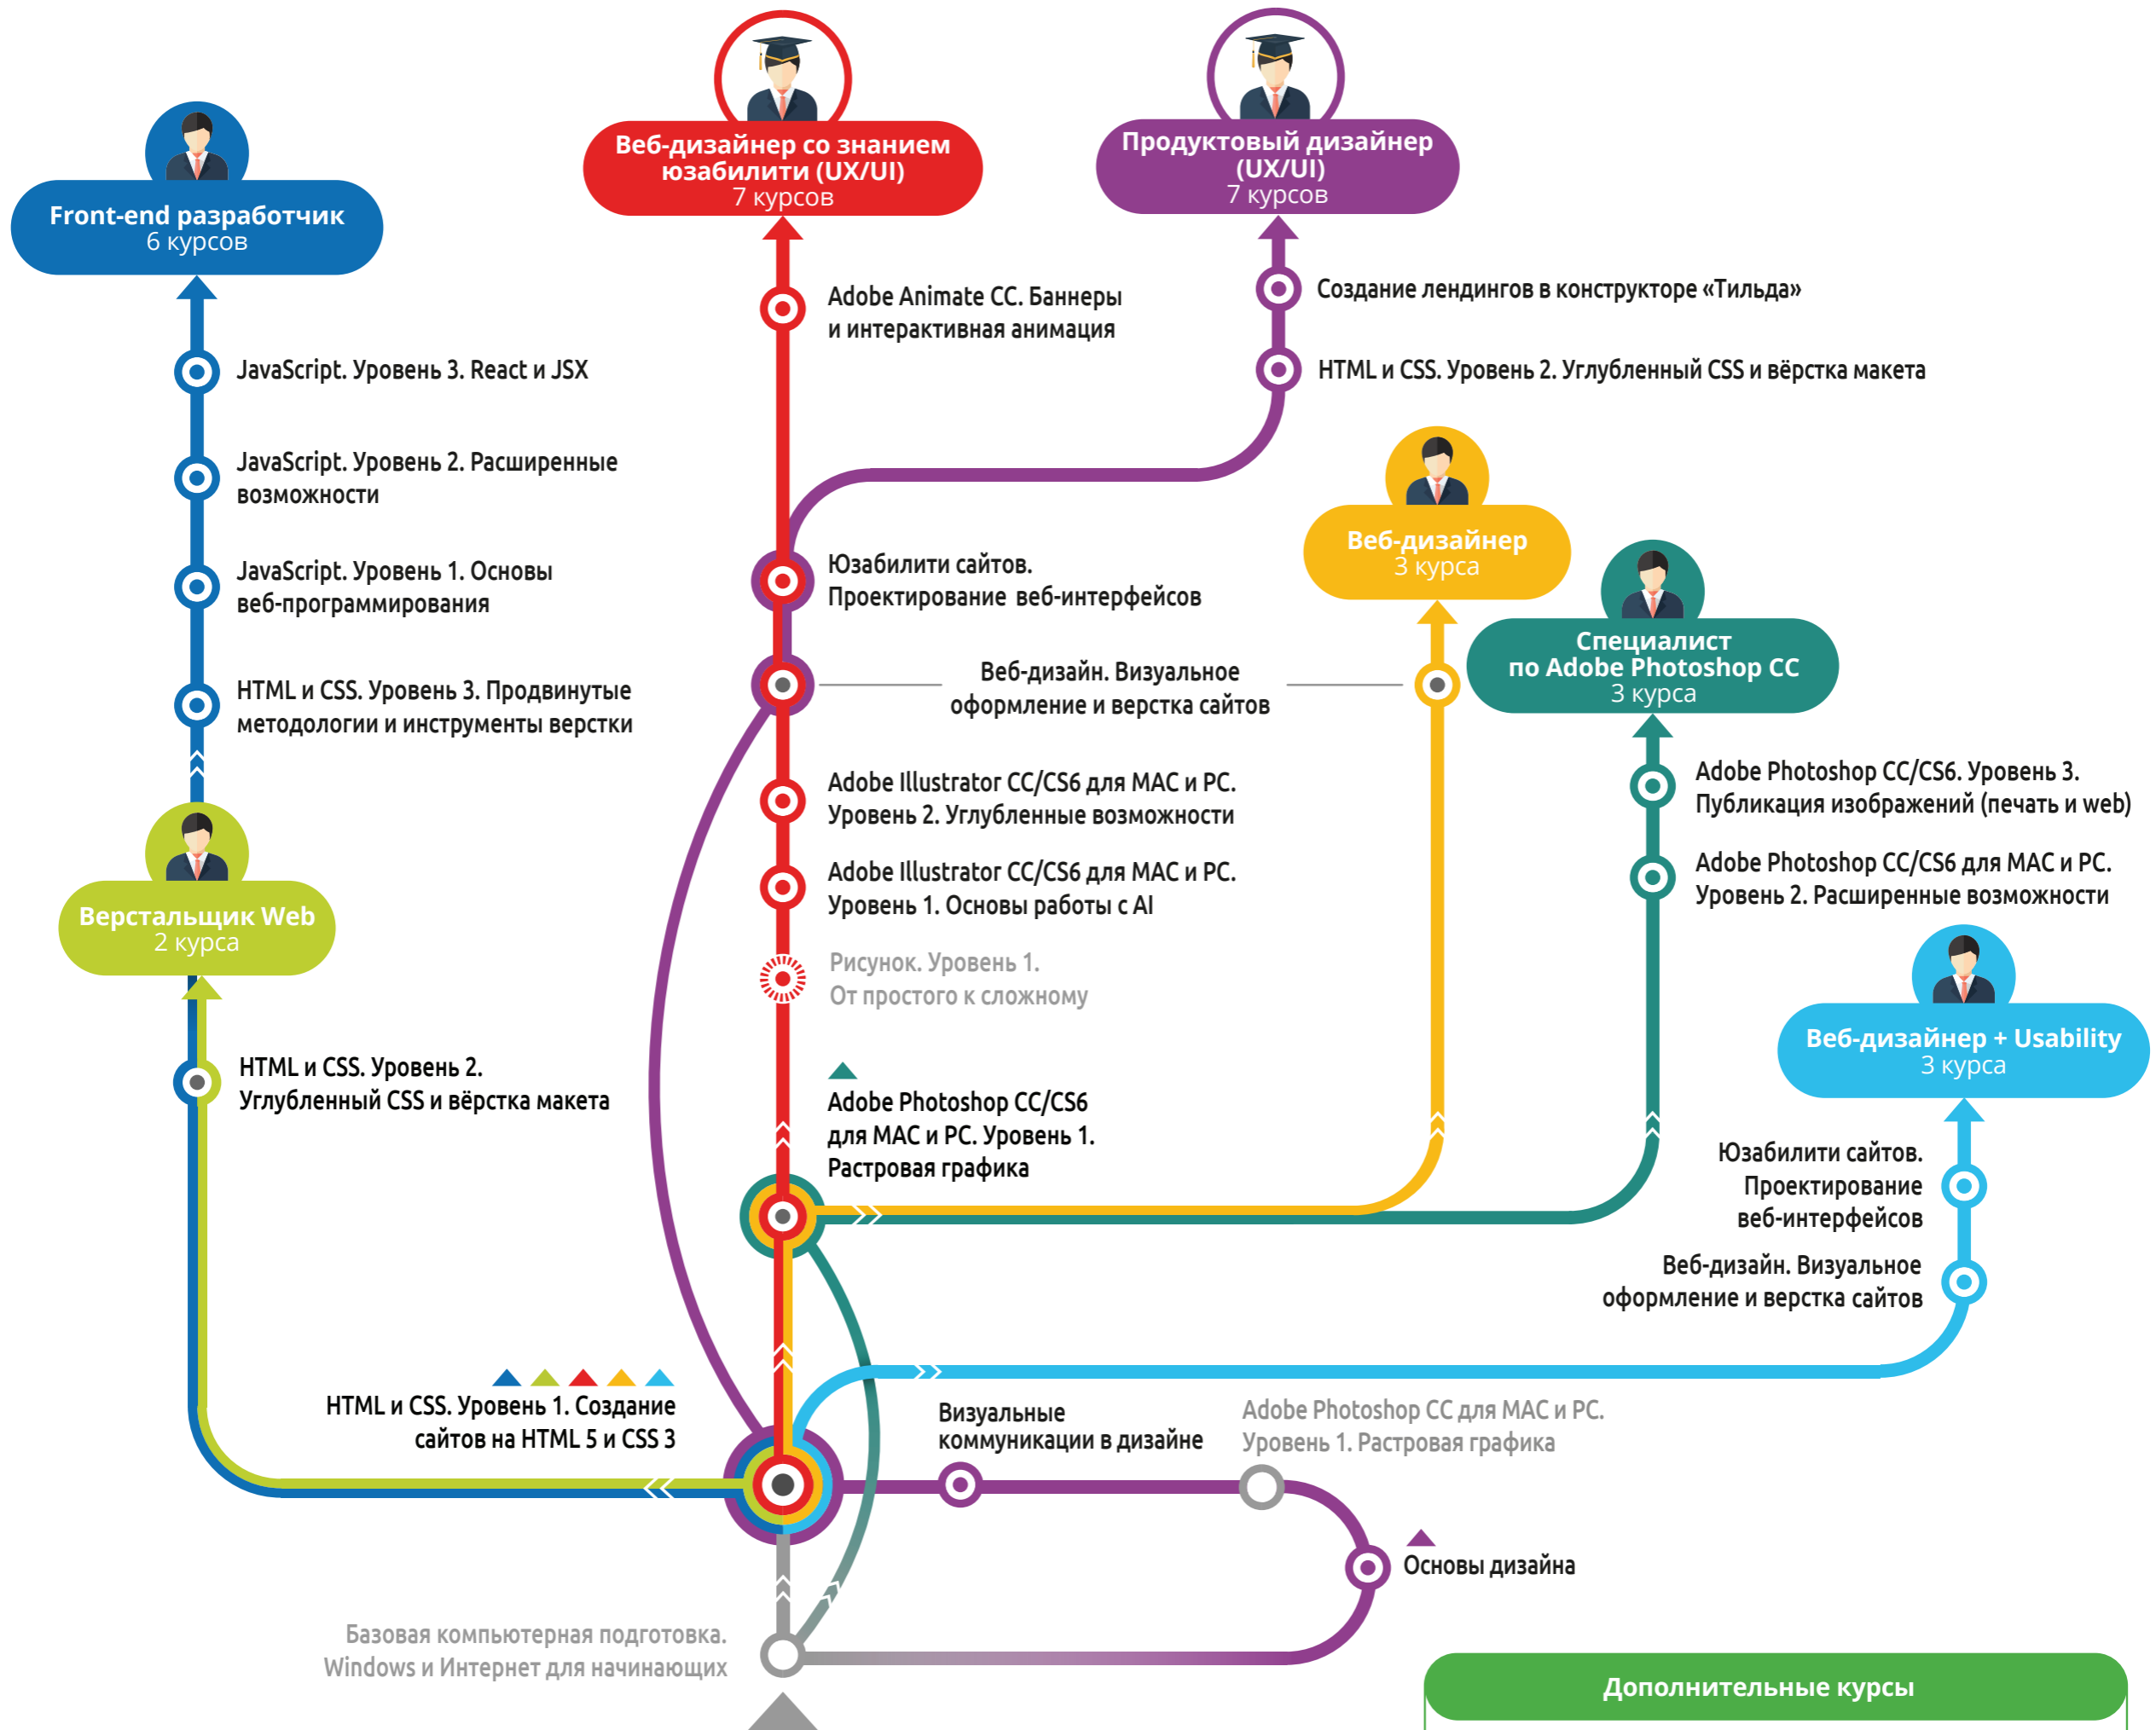 Веб-дизайнер со знанием
юзабилити (UX/UI)
7 курсов
Продуктовый дизайнер
(UX/UI)
7 курсов
Front-end разработчик
6 курсов
Adobe Animate CC. Баннеры
и интерактивная анимация
Создание лендингов в конструкторе «Тильда»
JavaScript. Уровень 3. React и JSX
HTML и CSS. Уровень 2. Углубленный CSS и вёрстка макета
JavaScript. Уровень 2. Расширенные
возможности
Веб-дизайнер
3 курса
JavaScript. Уровень 1. Основы
веб-программирования
Юзабилити сайтов.
Проектирование веб-интерфейсов
Специалист
по Adobe Photoshop CC
3 курса
HTML и CSS. Уровень 3. Продвинутые
методологии и инструменты верстки
Веб-дизайн. Визуальное
оформление и верстка сайтов
Adobe Illustrator CC/CS6 для MAC и PC.
Уровень 2. Углубленные возможности
Adobe Photoshop CC/CS6. Уровень 3.
Публикация изображений (печать и web)
Adobe Illustrator CC/CS6 для MAC и PC.
Уровень 1. Основы работы с AI
Adobe Photoshop CC/CS6 для MAC и PC.
Уровень 2. Расширенные возможности
Верстальщик Web
2 курса
Рисунок. Уровень 1.
От простого к сложному
Веб-дизайнер + Usability
3 курса
HTML и CSS. Уровень 2.
Углубленный CSS и вёрстка макета
Adobe Photoshop CC/CS6
для MAC и PC. Уровень 1.
Растровая графика
Юзабилити сайтов.
Проектирование
веб-интерфейсов
Веб-дизайн. Визуальное
оформление и верстка сайтов
HTML и CSS. Уровень 1. Создание
сайтов на HTML 5 и CSS 3
Визуальные
коммуникации в дизайне
Adobe Photoshop CC для MAC и PC.
Уровень 1. Растровая графика
Основы дизайна
Базовая компьютерная подготовка.
Windows и Интернет для начинающих
Дополнительные курсы